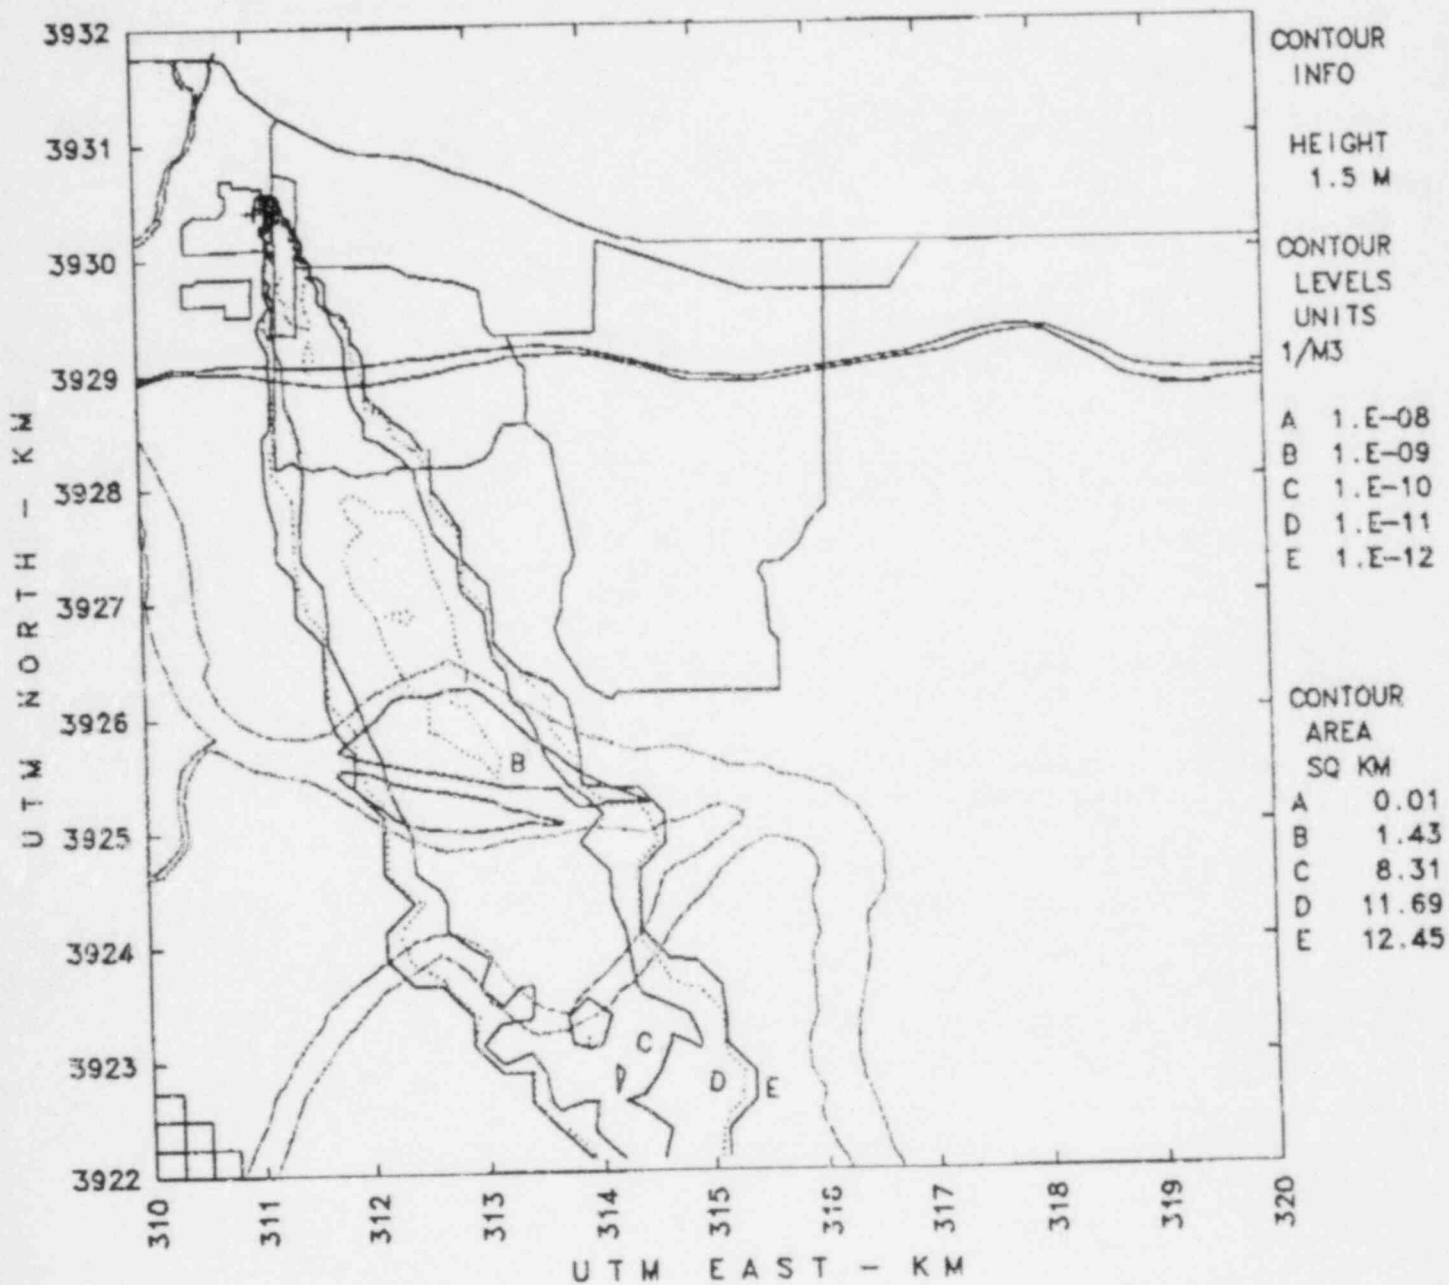 3932
3931
3930
3929
3928
3927
3926
3925
3924
3923
3922
UTM NORTH - KM
310
311
312
313
314
315
316
317
318
319
320
UTM EAST - KM
B
C
D
E
CONTOUR
INFO
HEIGHT
1.5 M
CONTOUR
LEVELS
UNITS
1/M3
A 1.E-08
B 1.E-09
C 1.E-10
D 1.E-11
E 1.E-12
CONTOUR
AREA
SQ KM
A 0.01
B 1.43
C 8.31
D 11.69
E 12.45